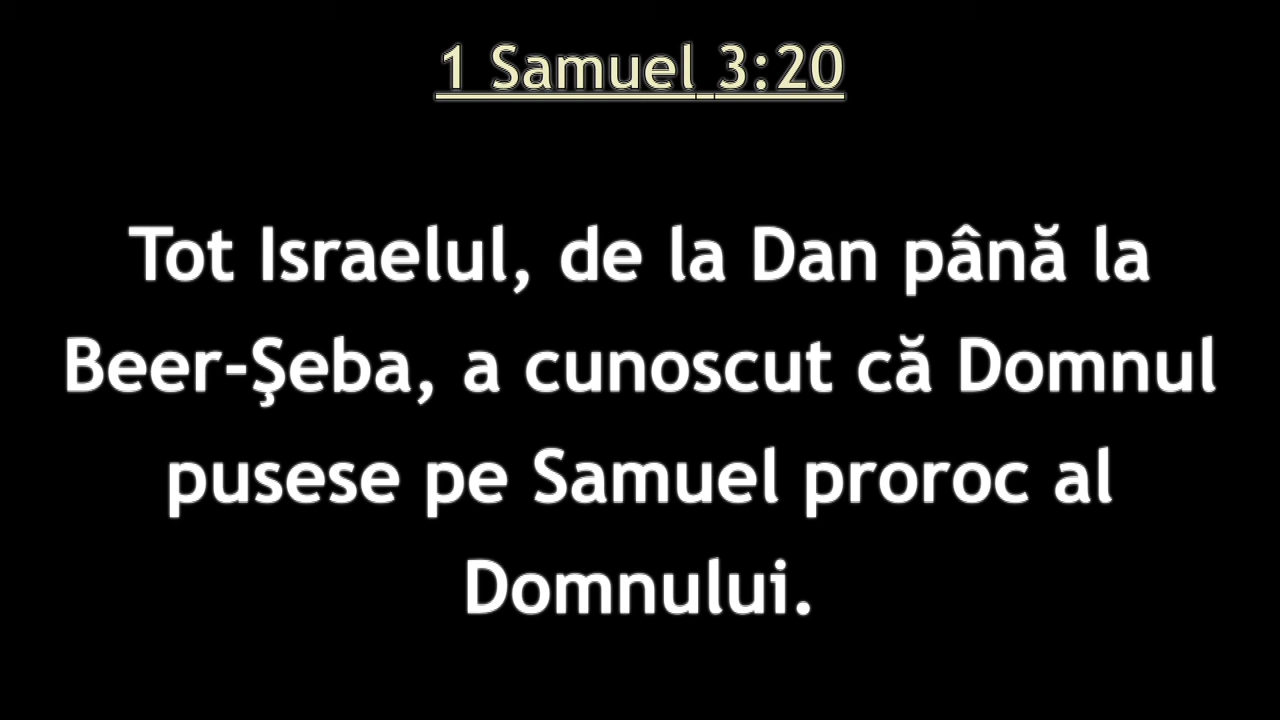 1 Samuel 3:20
Tot Israelul, de la Dan până la
Beer-Şeba, a cunoscut că Domnul
pusese pe Samuel proroc al
Domnului.